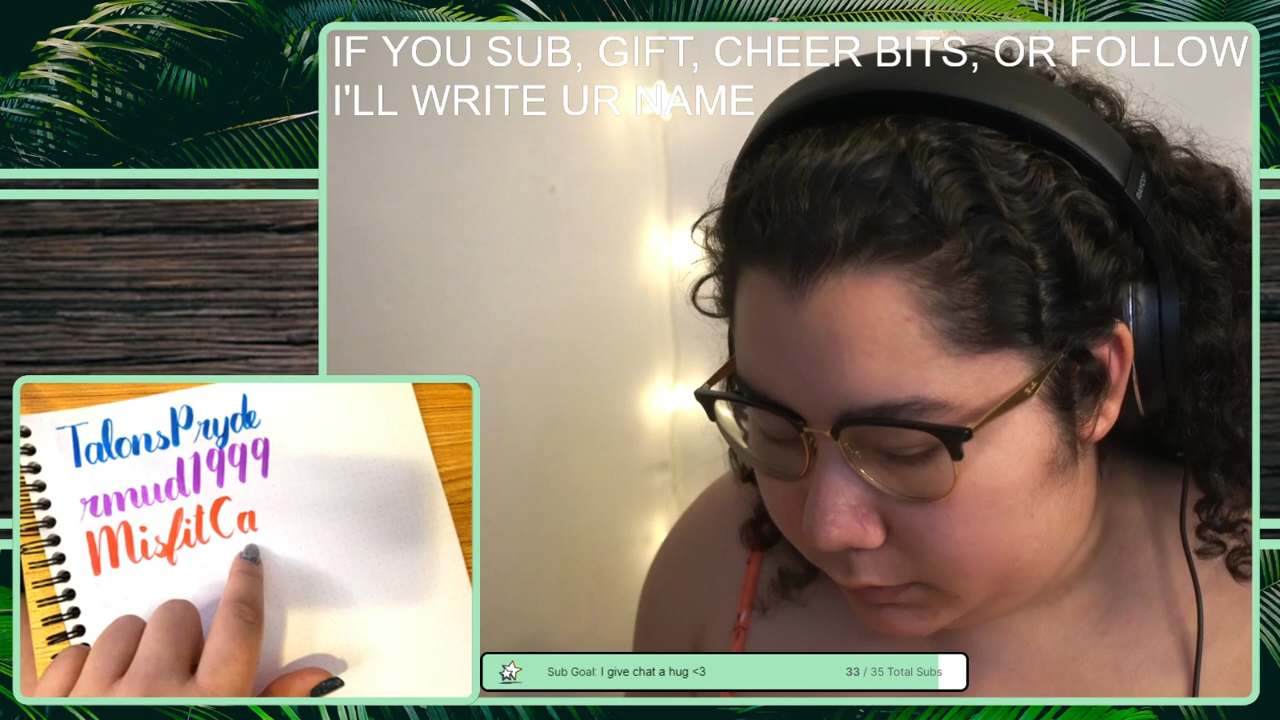 IF YOU SUB, GIFT, CHEER BITS, OR FOLLOW
I'LL WRITE UR NAME
TalonsPryde
rmud1999
MisfitCa
Sub Goal: I give chat a hug <3
33 / 35 Total Subs